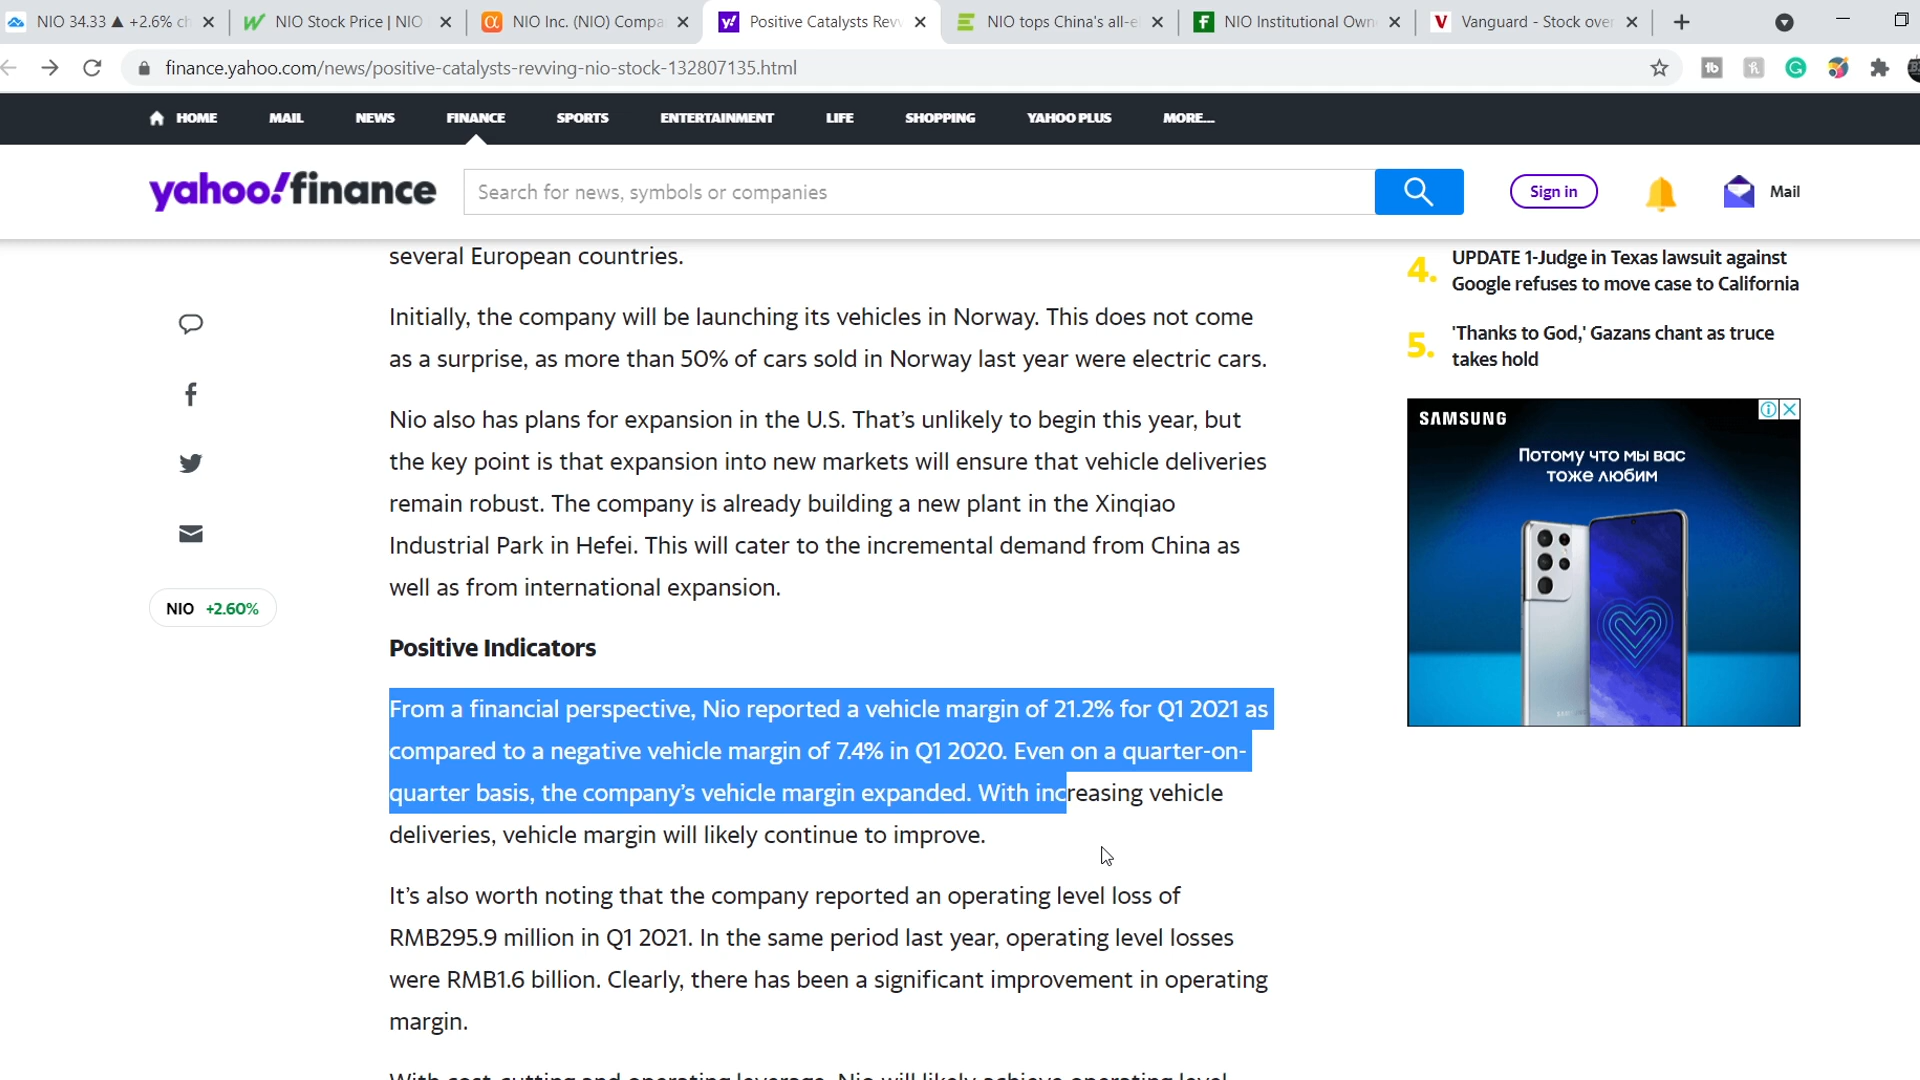 NIO 34.33 ▲ +2.6% ch
NIO Stock Price | NIO
NIO Inc. (NIO) Compa
Positive Catalysts Revv
NIO tops China's all-e
NIO Institutional Own
Vanguard - Stock over
finance.yahoo.com/news/positive-catalysts-revving-nio-stock-132807135.html
HOME MAIL NEWS FINANCE SPORTS ENTERTAINMENT LIFE SHOPPING YAHOO PLUS MORE...
yahoo!finance
Search for news, symbols or companies
Sign in
Mail
several European countries.
Initially, the company will be launching its vehicles in Norway. This does not come
as a surprise, as more than 50% of cars sold in Norway last year were electric cars.
Nio also has plans for expansion in the U.S. That’s unlikely to begin this year, but
the key point is that expansion into new markets will ensure that vehicle deliveries
remain robust. The company is already building a new plant in the Xinqiao
Industrial Park in Hefei. This will cater to the incremental demand from China as
well as from international expansion.
NIO +2.60%
Positive Indicators
From a financial perspective, Nio reported a vehicle margin of 21.2% for Q1 2021 as
compared to a negative vehicle margin of 7.4% in Q1 2020. Even on a quarter-on-
quarter basis, the company’s vehicle margin expanded. With increasing vehicle
deliveries, vehicle margin will likely continue to improve.
It’s also worth noting that the company reported an operating level loss of
RMB295.9 million in Q1 2021. In the same period last year, operating level losses
were RMB1.6 billion. Clearly, there has been a significant improvement in operating
margin.
With cost-cutting and operating leverage, Nio will likely achieve operating level
4. UPDATE 1-Judge in Texas lawsuit against
Google refuses to move case to California
5. 'Thanks to God,' Gazans chant as truce
takes hold
SAMSUNG
Потому что мы вас
тоже любим